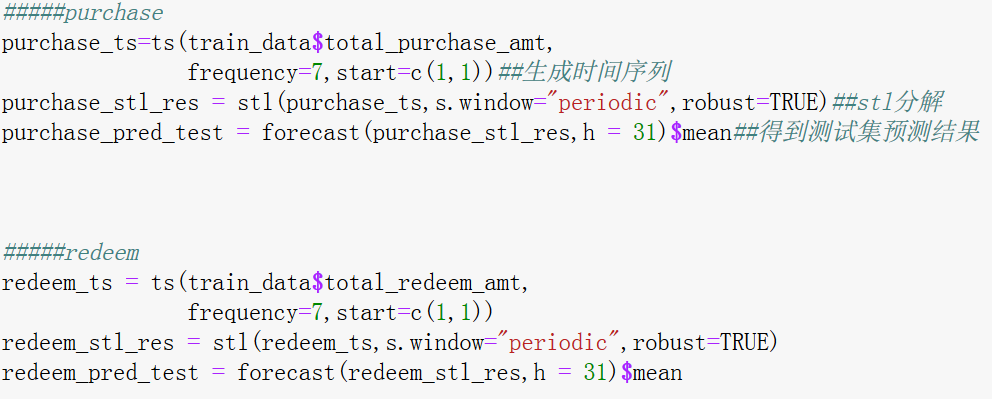 #####purchase
purchase_ts=ts(train_data$total_purchase_amt,
frequency=7,start=c(1,1))##生成时间序列
purchase_stl_res = stl(purchase_ts,s.window="periodic",robust=TRUE)##stl分解
purchase_pred_test = forecast(purchase_stl_res,h = 31)$mean##得到测试集预测结果
#####redeem
redeem_ts = ts(train_data$total_redeem_amt,
frequency=7,start=c(1,1))
redeem_stl_res = stl(redeem_ts,s.window="periodic",robust=TRUE)
redeem_pred_test = forecast(redeem_stl_res,h = 31)$mean